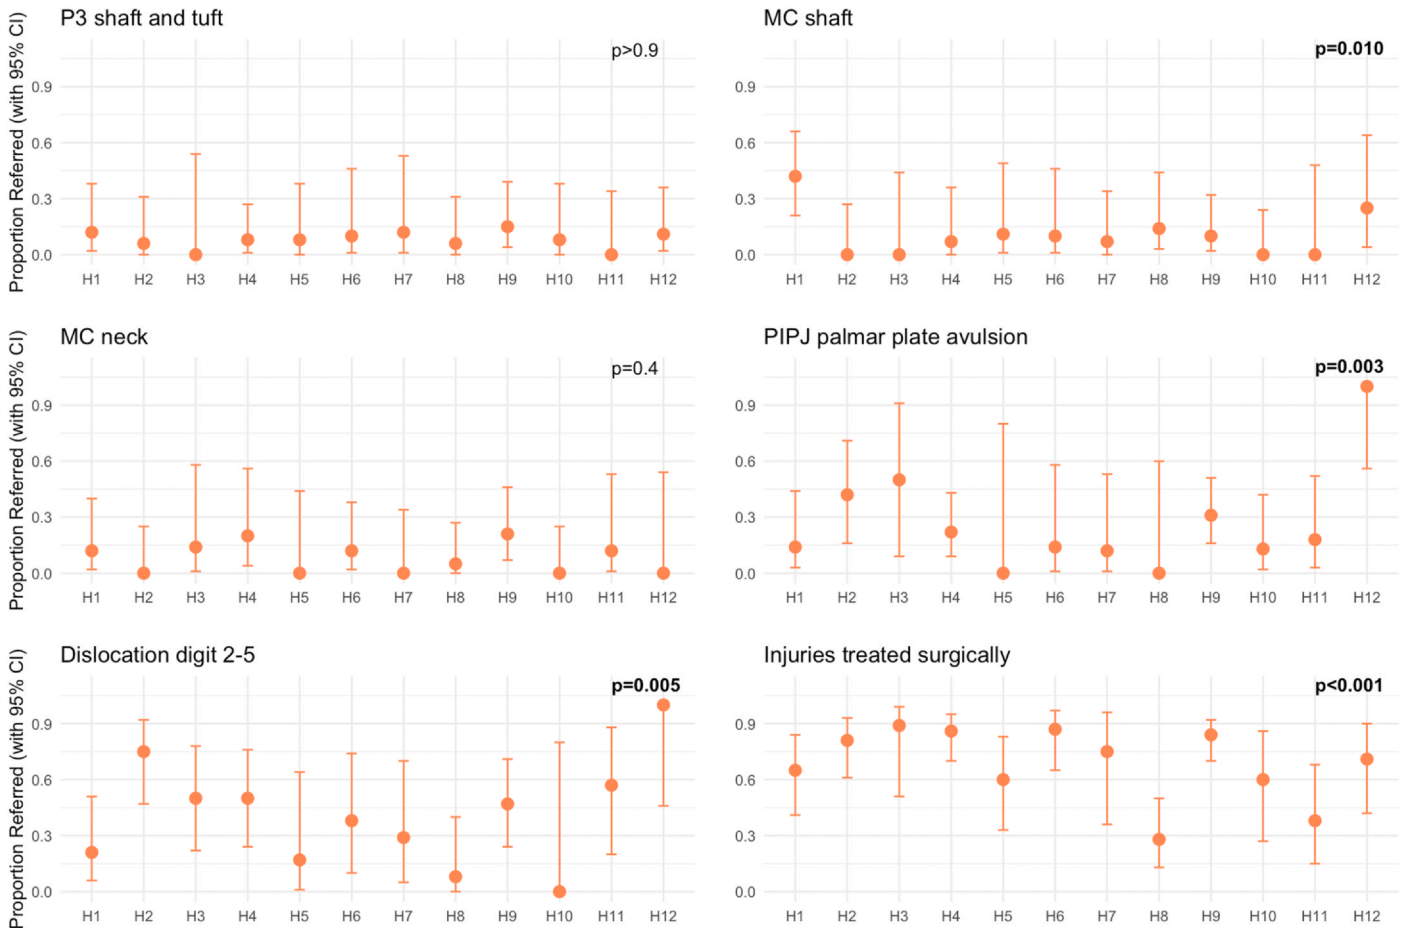 P3 shaft and tuft
p>0.9
Proportion Referred (with 95% CI)
0.9
0.6
0.3
0.0
H1 H2 H3 H4 H5 H6 H7 H8 H9 H10 H11 H12
MC shaft
p=0.010
0.9
0.6
0.3
0.0
H1 H2 H3 H4 H5 H6 H7 H8 H9 H10 H11 H12
MC neck
p=0.4
Proportion Referred (with 95% CI)
0.9
0.6
0.3
0.0
H1 H2 H3 H4 H5 H6 H7 H8 H9 H10 H11 H12
PIPJ palmar plate avulsion
p=0.003
0.9
0.6
0.3
0.0
H1 H2 H3 H4 H5 H6 H7 H8 H9 H10 H11 H12
Dislocation digit 2-5
p=0.005
Proportion Referred (with 95% CI)
0.9
0.6
0.3
0.0
H1 H2 H3 H4 H5 H6 H7 H8 H9 H10 H11 H12
Injuries treated surgically
p<0.001
0.9
0.6
0.3
0.0
H1 H2 H3 H4 H5 H6 H7 H8 H9 H10 H11 H12